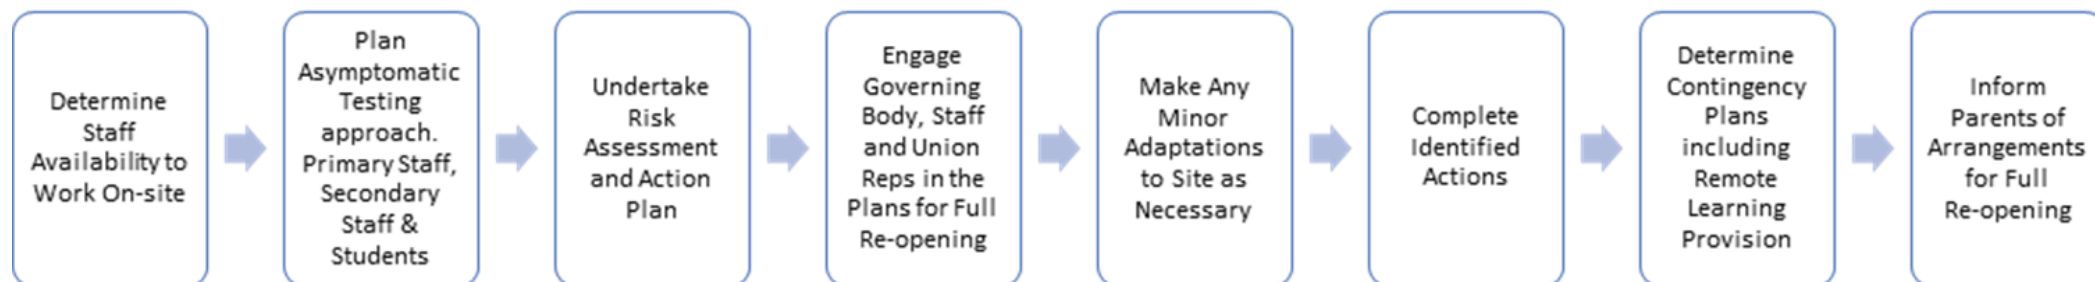 Determine
Staff
Availability to
Work On-site
Plan
Asymptomatic
Testing
approach.
Primary Staff,
Secondary
Staff &
Students
Undertake
Risk
Assessment
and Action
Plan
Engage
Governing
Body, Staff
and Union
Reps in the
Plans for Full
Re-opening
Make Any
Minor
Adaptations
to Site as
Necessary
Complete
Identified
Actions
Determine
Contingency
Plans
including
Remote
Learning
Provision
Inform
Parents of
Arrangements
for Full
Re-opening